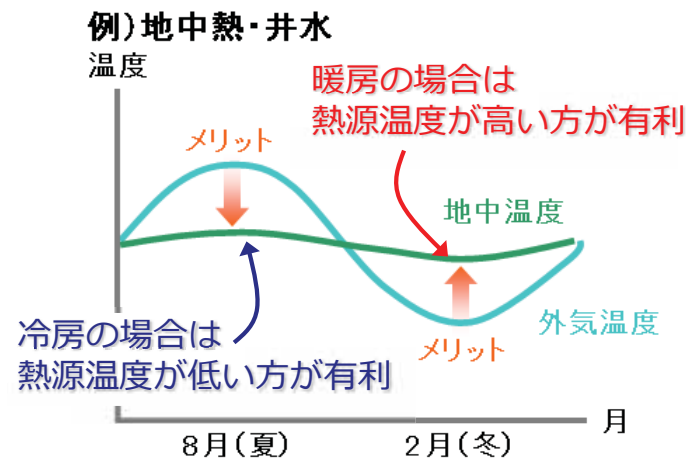 例)地中熱・井水
温度
暖房の場合は
熱源温度が高い方が有利
メリット
地中温度
外気温度
冷房の場合は
熱源温度が低い方が有利
メリット
月
8月(夏)
2月(冬)